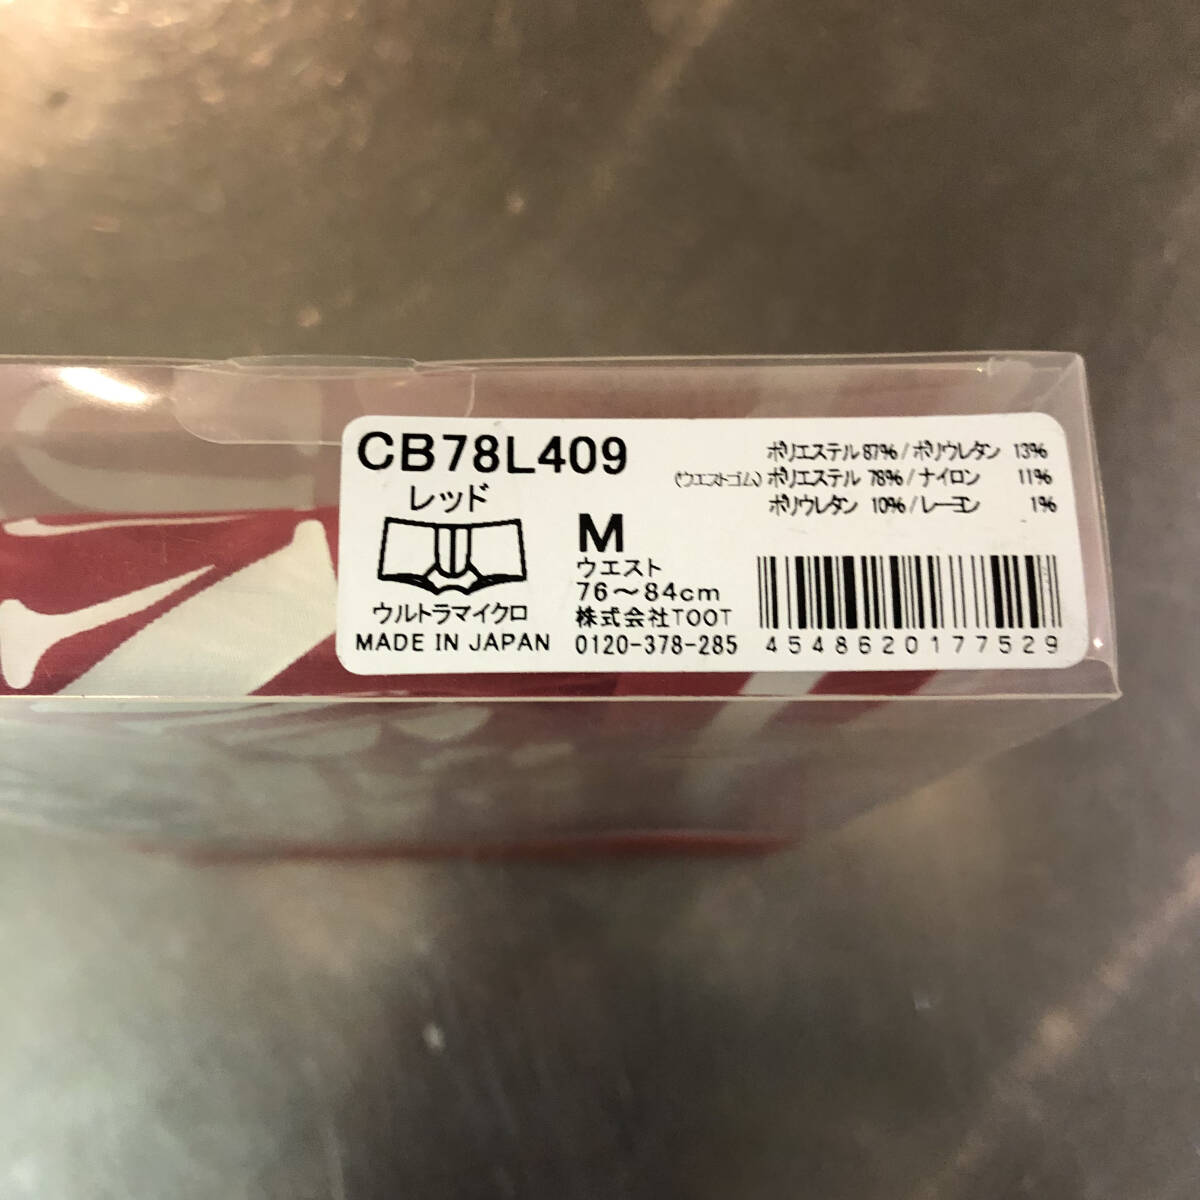 CB78L409
レッド
ウルトラマイクロ
MADE IN JAPAN
M
ウエスト
76～84cm
株式会社TOOT
0120-378-285
ポリエステル 87% / ポリウレタン 13%
(ウエストゴム) ポリエステル 78% / ナイロン 11%
ポリウレタン 10% / レーヨン 1%
4548620177529